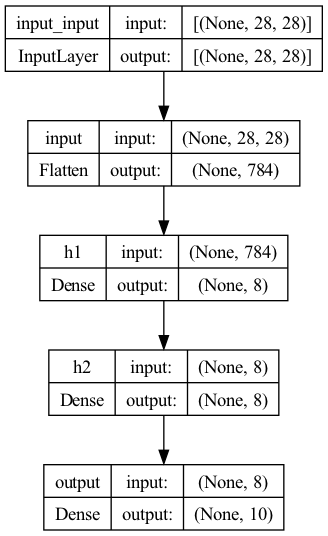 input_input input: [(None, 28, 28)]
InputLayer output: [(None, 28, 28)]
input input: (None, 28, 28)
Flatten output: (None, 784)
h1 input: (None, 784)
Dense output: (None, 8)
h2 input: (None, 8)
Dense output: (None, 8)
output input: (None, 8)
Dense output: (None, 10)